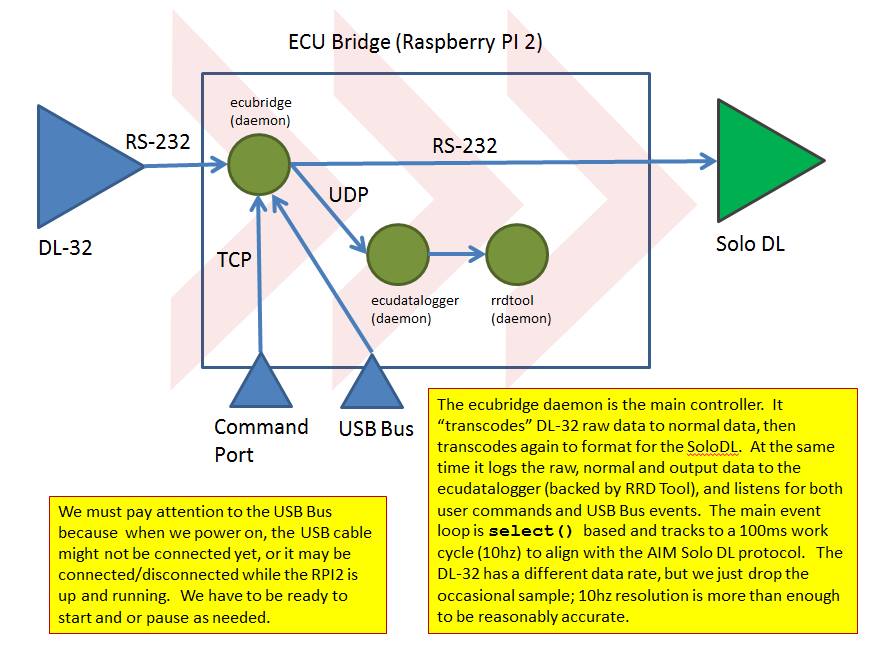 ECU Bridge (Raspberry PI 2)
ecubridge
(daemon)
RS-232
RS-232
UDP
DL-32
TCP
Solo DL
ecudatalogger
(daemon)
rrdtool
(daemon)
Command
Port
USB Bus
The ecubridge daemon is the main controller.  It
“transcodes” DL-32 raw data to normal data, then
transcodes again to format for the SoloDL.  At the same
time it logs the raw, normal and output data to the
ecudatalogger (backed by RRD Tool), and listens for both
user commands and USB Bus events.  The main event
loop is select() based and tracks to a 100ms work
cycle (10hz) to align with the AIM Solo DL protocol.   The
DL-32 has a different data rate, but we just drop the
occasional sample; 10hz resolution is more than enough
to be reasonably accurate.
We must pay attention to the USB Bus
because  when we power on, the USB cable
might not be connected yet, or it may be
connected/disconnected while the RPI2 is
up and running.   We have to be ready to
start and or pause as needed.